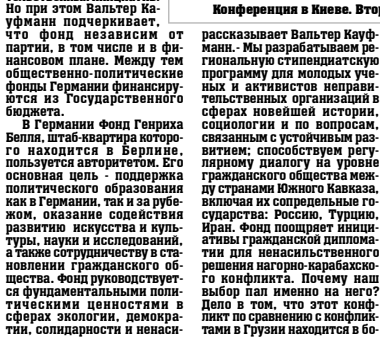 Но при этом Вальтер Ка-
уфманн подчеркивает,
что фонд независим от
партии, в том числе и в фи-
нансовом плане. Между тем
общественно-политические
фонды Германии финансиру-
ются из Государственного
бюджета.
В Германии Фонд Генриха
Белля, штаб-квартира которо-
го находится в Берлине,
пользуется авторитетом. Его
основная цель - поддержка
политического образования
как в Германии, так и за рубе-
жом, оказание содействия
развитию искусства и куль-
туры, науки и исследований,
а также сотрудничеству в ста-
новлении гражданского об-
щества. Фонд руководствует-
ся фундаментальными поли-
тическими ценностями в
сферах экологии, демокра-
тии, солидарности и ненаси-
Конференция в Киеве. Втор
рассказывает Вальтер Кауф-
манн.- Мы разрабатываем ре-
гиональную стипендиатскую
программу для молодых уче-
ных и активистов неправи-
тельственных организаций в
сферах новейшей истории,
социологии и по вопросам,
связанным с устойчивым раз-
витием; способствуем регу-
лярному диалогу на уровне
гражданского общества меж-
ду странами Южного Кавказа,
включая их сопредельные го-
сударства: Россию, Турцию,
Иран. Фонд поощряет иници-
ативы гражданской диплома-
тии для ненасильственного
решения нагорно-карабахско-
го конфликта. Почему наш
выбор пал именно на него?
Дело в том, что этот конф-
ликт по сравнению с конфлик-
тами в Грузии находится в бо-